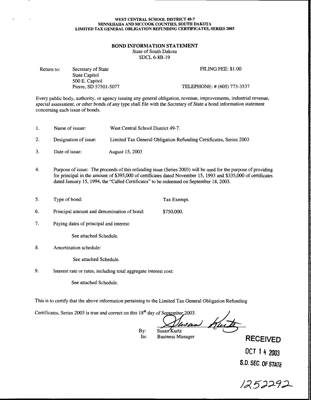 WEST CENTRAL SCHOOL DISTRICT 49-7
MINNEHAHA AND MCCOOK COUNTIES, SOUTH DAKOTA
LIMITED TAX GENERAL OBLIGATION REFUNDING CERTIFICATES, SERIES 2003
BOND INFORMATION STATEMENT
State of South Dakota
SDCL 6-8B-19
Return to: Secretary of State FILING FEE: $1.00
State Capitol
500 E. Capitol
Pierre, SD 57501-5077 TELEPHONE: # (605) 773-3537
Every public body, authority, or agency issuing any general obligation, revenue, improvements, industrial revenue,
special assessment, or other bonds of any type shall file with the Secretary of State a bond information statement
concerning each issue of bonds.
1. Name of issuer: West Central School District 49-7.
2. Designation of issue: Limited Tax General Obligation Refunding Certificates, Series 2003
3. Date of issue: August 15, 2003
4. Purpose of issue: The proceeds of this refunding issue (Series 2003) will be used for the purpose of providing
for principal in the amount of $395,000 of certificates dated November 15, 1993 and $335,000 of certificates
dated January 15, 1994, the "Called Certificates" to be redeemed on September 18, 2003.
5. Type of bond: Tax Exempt.
6. Principal amount and denomination of bond: $750,000.
7. Paying dates of principal and interest:
See attached Schedule.
8. Amortization schedule:
See attached Schedule.
9. Interest rate or rates, including total aggregate interest cost:
See attached Schedule.
This is to certify that the above information pertaining to the Limited Tax General Obligation Refunding
Certificates, Series 2003 is true and correct on this 18th day of September 2003.
Susan Kurtz
By: Susan Kurtz
Its: Business Manager
RECEIVED
OCT 14 2003
S.D. SEC. OF STATE
1252292